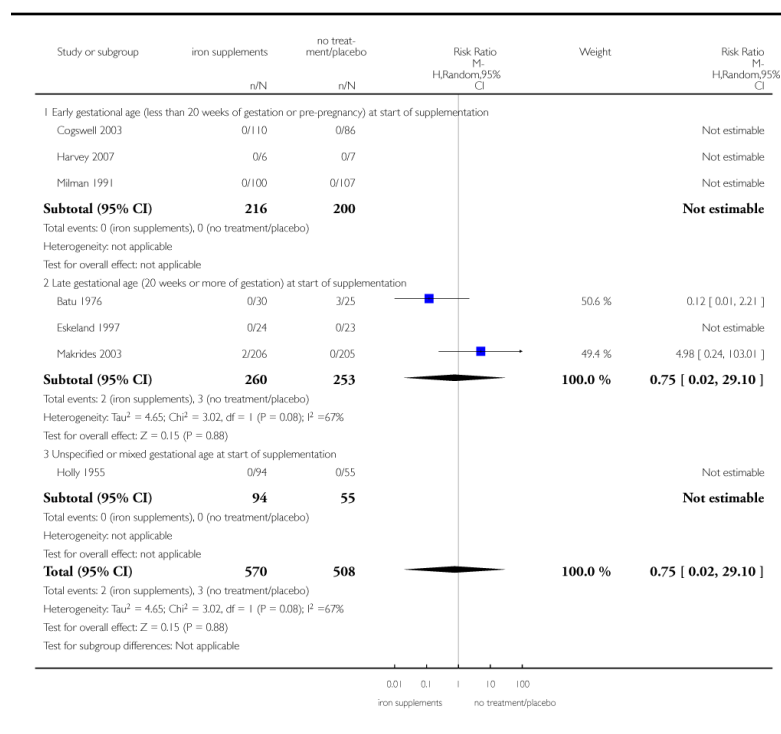 Study or subgroup iron supplements no treat-ment/placebo Risk Ratio Weight Risk Ratio
n/N n/N M-H,Random,95% CI M-H,Random,95% CI
1 Early gestational age (less than 20 weeks of gestation or pre-pregnancy) at start of supplementation
Cogswell 2003 0/110 0/86 Not estimable
Harvey 2007 0/6 0/7 Not estimable
Milman 1991 0/100 0/107 Not estimable
Subtotal (95% CI) 216 200 Not estimable
Total events: 0 (iron supplements), 0 (no treatment/placebo)
Heterogeneity: not applicable
Test for overall effect: not applicable
2 Late gestational age (20 weeks or more of gestation) at start of supplementation
Batu 1976 0/30 3/25 50.6 % 0.12 [ 0.01, 2.21 ]
Eskeland 1997 0/24 0/23 Not estimable
Makrides 2003 2/206 0/205 49.4 % 4.98 [ 0.24, 103.01 ]
Subtotal (95% CI) 260 253 100.0 % 0.75 [ 0.02, 29.10 ]
Total events: 2 (iron supplements), 3 (no treatment/placebo)
Heterogeneity: Tau² = 4.65; Chi² = 3.02, df = 1 (P = 0.08); I² =67%
Test for overall effect: Z = 0.15 (P = 0.88)
3 Unspecified or mixed gestational age at start of supplementation
Holly 1955 0/94 0/55 Not estimable
Subtotal (95% CI) 94 55 Not estimable
Total events: 0 (iron supplements), 0 (no treatment/placebo)
Heterogeneity: not applicable
Test for overall effect: not applicable
Total (95% CI) 570 508 100.0 % 0.75 [ 0.02, 29.10 ]
Total events: 2 (iron supplements), 3 (no treatment/placebo)
Heterogeneity: Tau² = 4.65; Chi² = 3.02, df = 1 (P = 0.08); I² =67%
Test for overall effect: Z = 0.15 (P = 0.88)
Test for subgroup differences: Not applicable
0.01 0.1 1 10 100
iron supplements no treatment/placebo